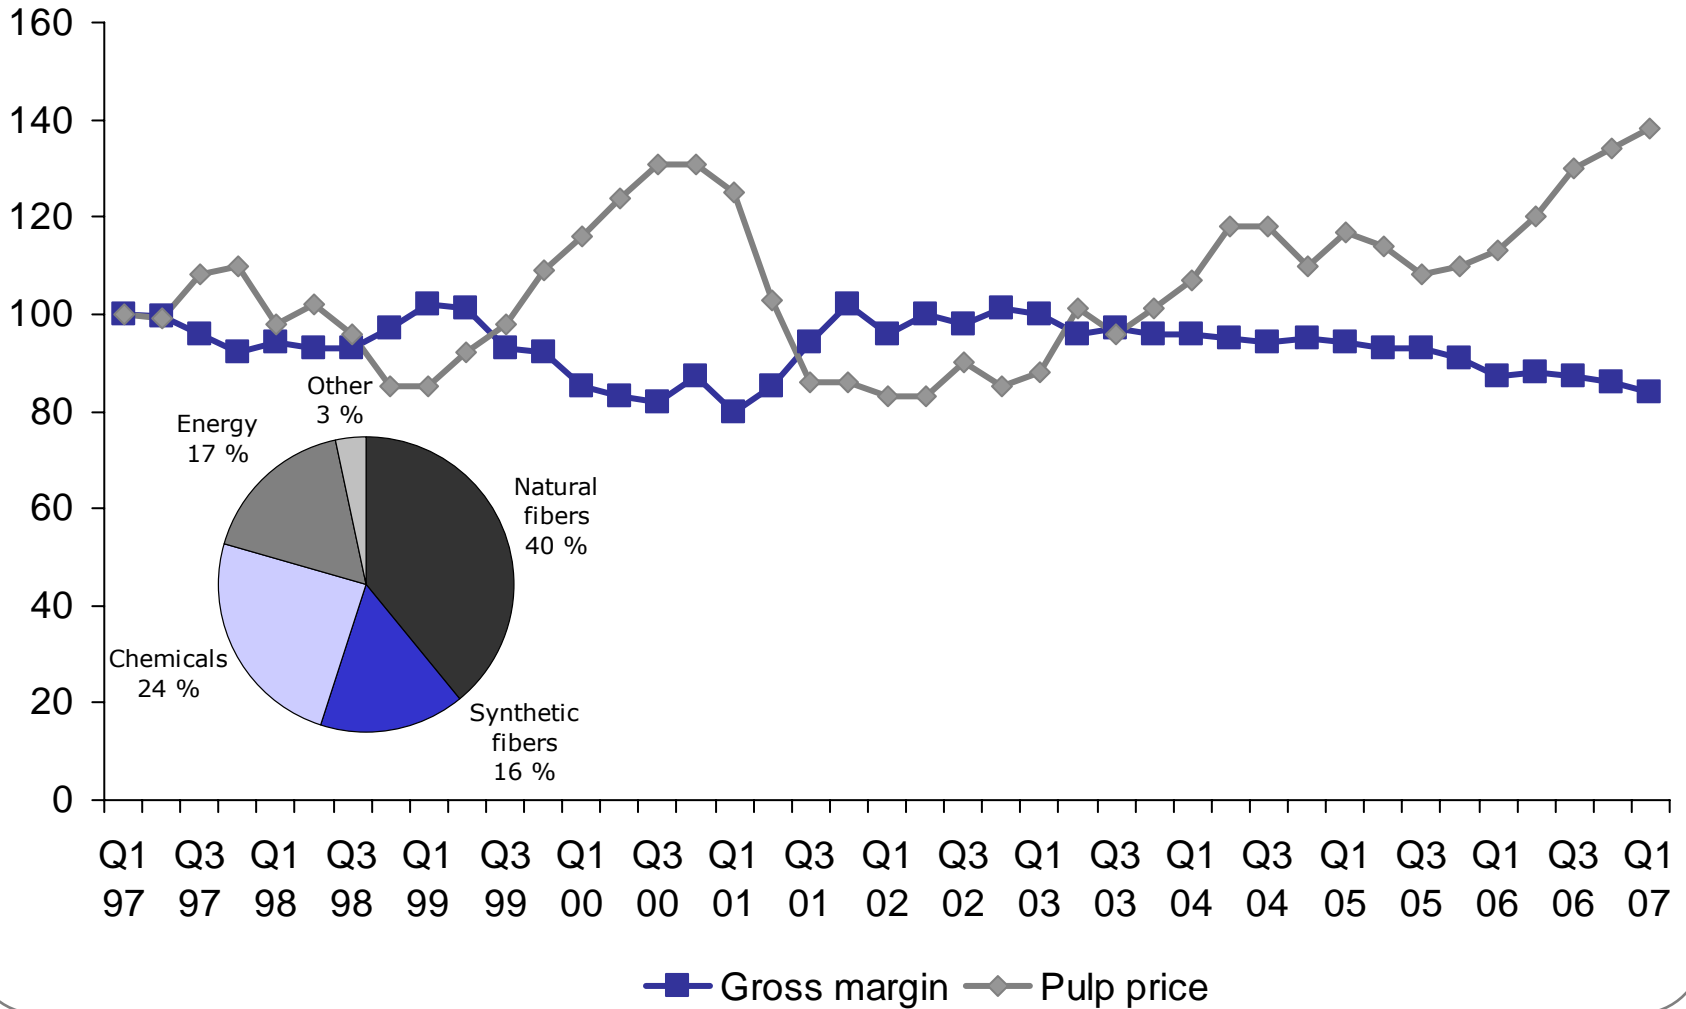 160
140
120
100
80
60
40
20
0
Other
3 %
Energy
17 %
Natural
fibers
40 %
Chemicals
24 %
Synthetic
fibers
16 %
Q1 Q3 Q1 Q3 Q1 Q3 Q1 Q3 Q1 Q3 Q1 Q3 Q1 Q3 Q1 Q3 Q1 Q3 Q1 Q3 Q1
97 97 98 98 99 99 00 00 01 01 02 02 03 03 04 04 05 05 06 06 07
Gross margin Pulp price